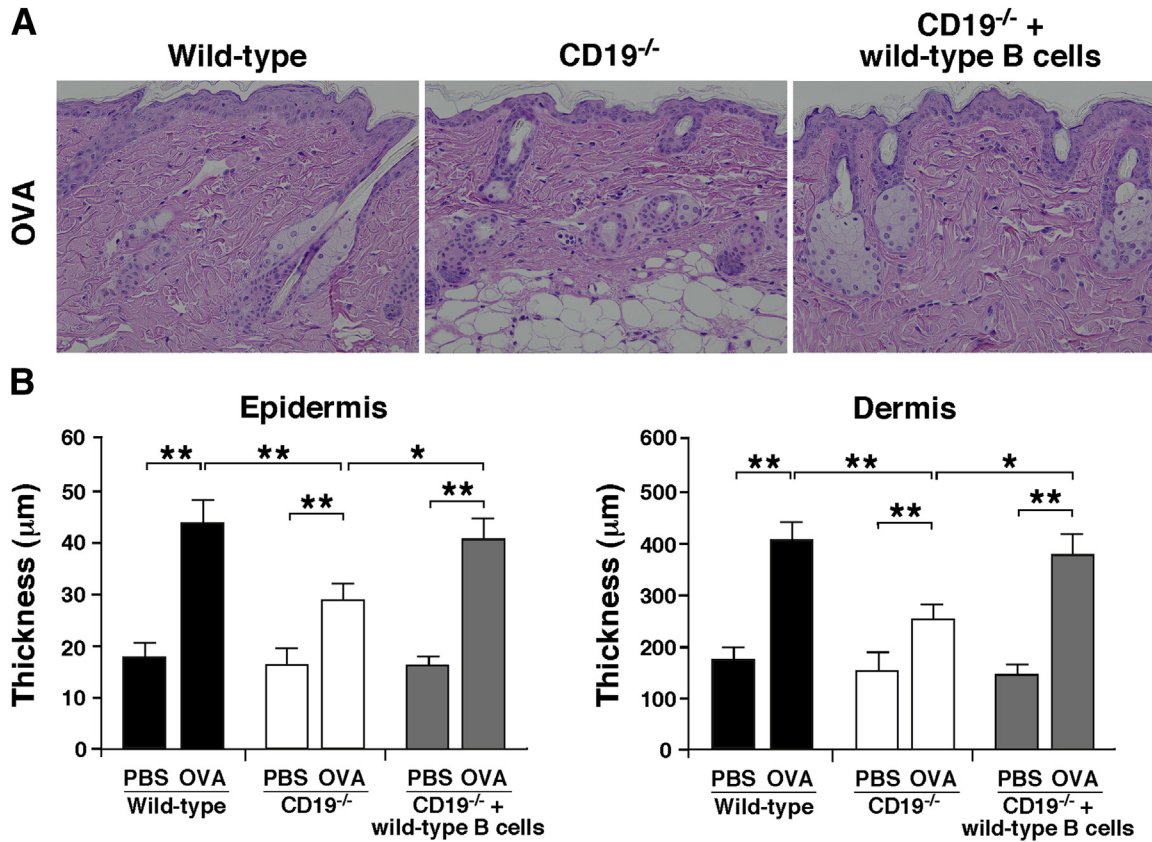 A
Wild-type
CD19-/-
CD19-/- +
wild-type B cells
OVA
B
Epidermis
Thickness (μm)
60
50
40
30
20
10
0
**
**
*
**
**
PBS OVA
Wild-type
PBS OVA
CD19-/-
PBS OVA
CD19-/- +
wild-type B cells
Dermis
Thickness (μm)
600
500
400
300
200
100
0
**
**
*
**
**
PBS OVA
Wild-type
PBS OVA
CD19-/-
PBS OVA
CD19-/- +
wild-type B cells